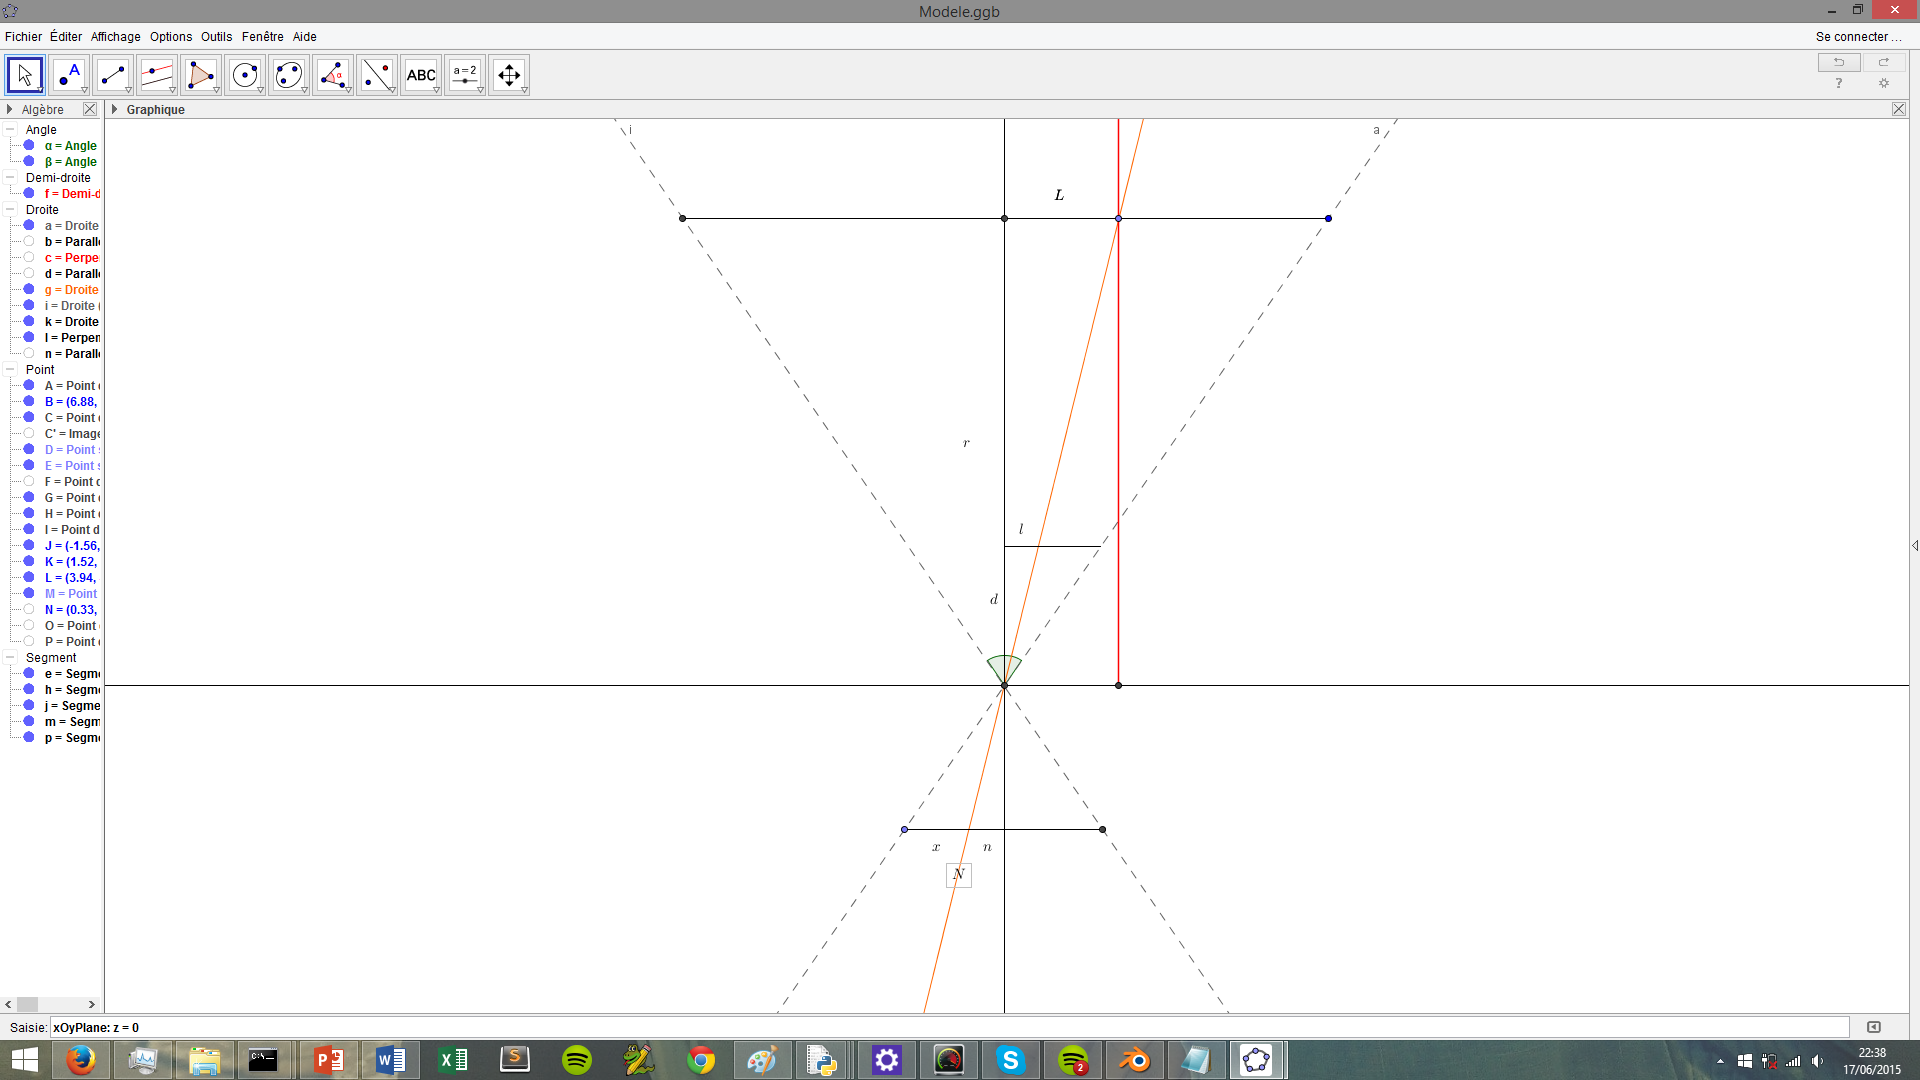 Modele.ggb
Fichier Éditer Affichage Options Outils Fenêtre Aide
Se connecter ...
A α ABC a=2
?
Algèbre
Graphique
Angle
α = Angle
β = Angle
Demi-droite
f = Demi-d
Droite
a = Droite
b = Parall
c = Perpe
d = Parall
g = Droite
i = Droite (
k = Droite
l = Perpen
n = Parall
Point
A = Point
B = (6.88,
C = Point
C' = Image
D = Point s
E = Point s
F = Point
G = Point
H = Point
I = Point d
J = (-1.56,
K = (1.52,
L = (3.94,
M = Point
N = (0.33,
O = Point
P = Point
Segment
e = Segm
h = Segm
j = Segme
m = Segm
p = Segm
i
a
L
r
l
d
x n
N
Saisie: xOyPlane: z = 0
C:\
P
W
X
S
S
2
22:38
17/06/2015